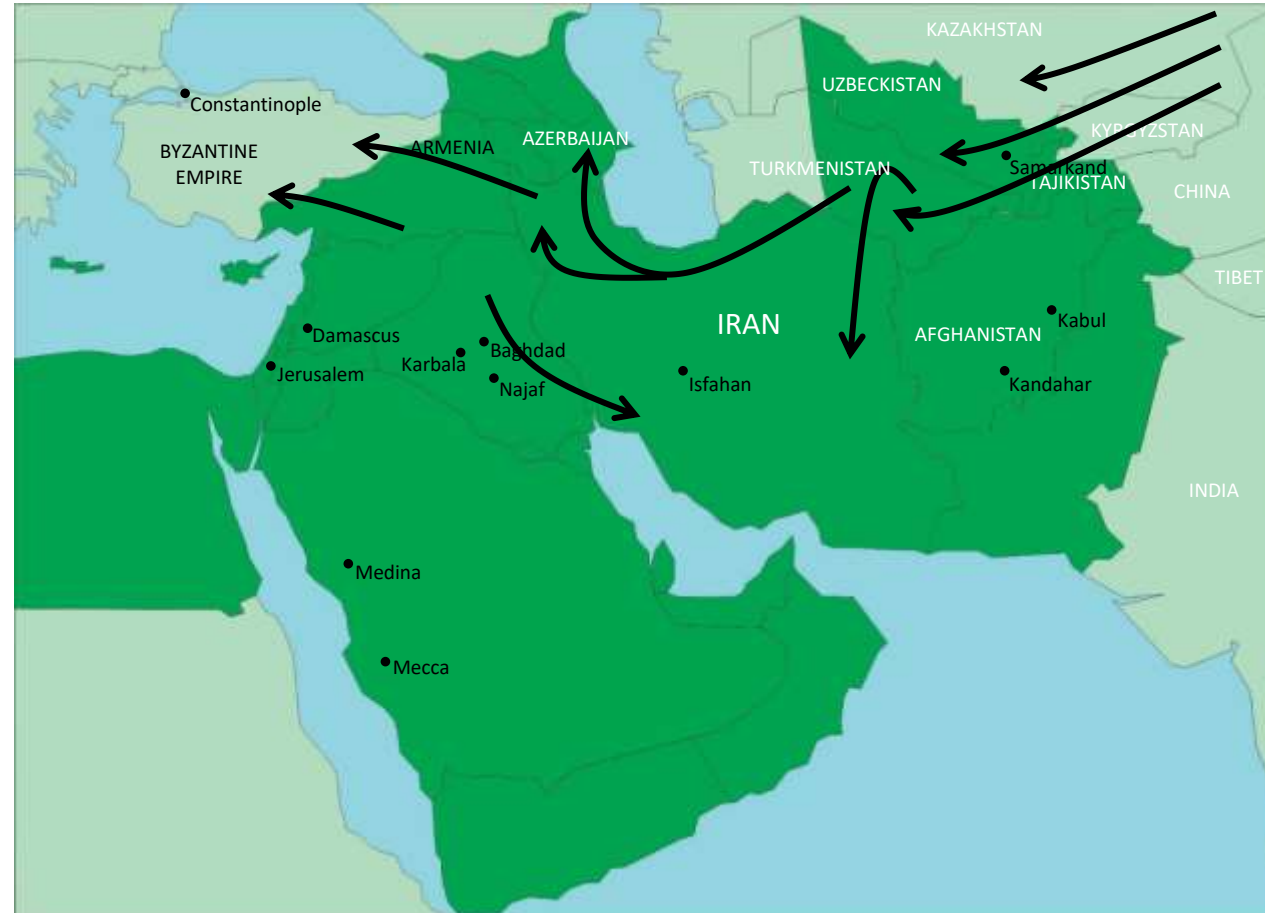 KAZAKHSTAN
UZBECKISTAN
Constantinople
KYRGYZSTAN
AZERBAIJAN
ARMENIA
BYZANTINE
EMPIRE
Samarkand
TURKMENISTAN
TAJIKISTAN
CHINA
TIBET
Kabul
IRAN
Damascus
AFGHANISTAN
Baghdad
Karbala
Jerusalem
Najaf
Isfahan
Kandahar
INDIA
Medina
Mecca